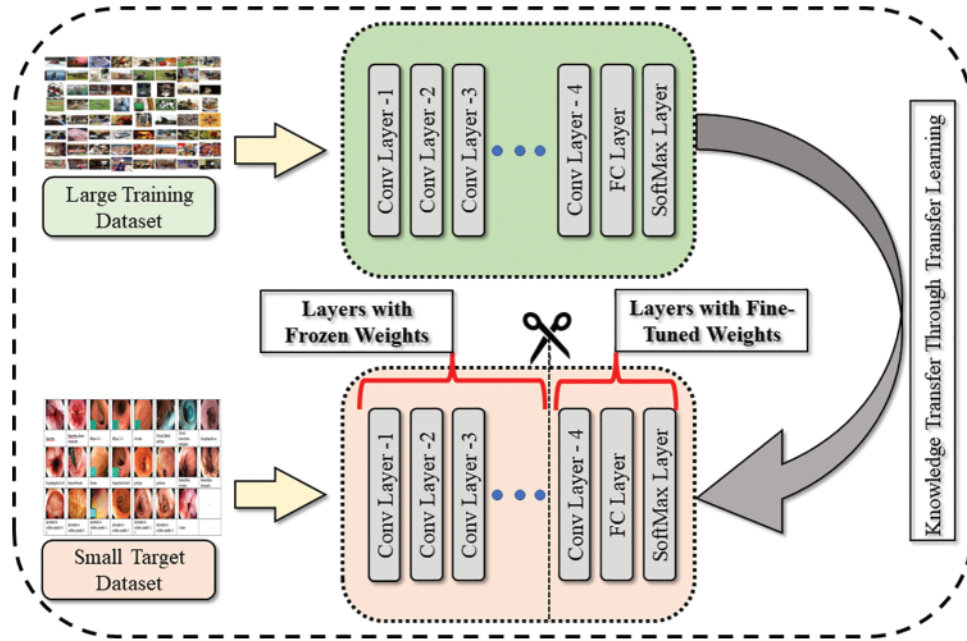 Large Training
Dataset
Conv Layer -1
Conv Layer -2
Conv Layer -3
Conv Layer - 4
FC Layer
SoftMax Layer
Knowledge Transfer Through Transfer Learning
Layers with
Frozen Weights
Layers with Fine-
Tuned Weights
Small Target
Dataset
Conv Layer -1
Conv Layer -2
Conv Layer -3
Conv Layer - 4
FC Layer
SoftMax Layer